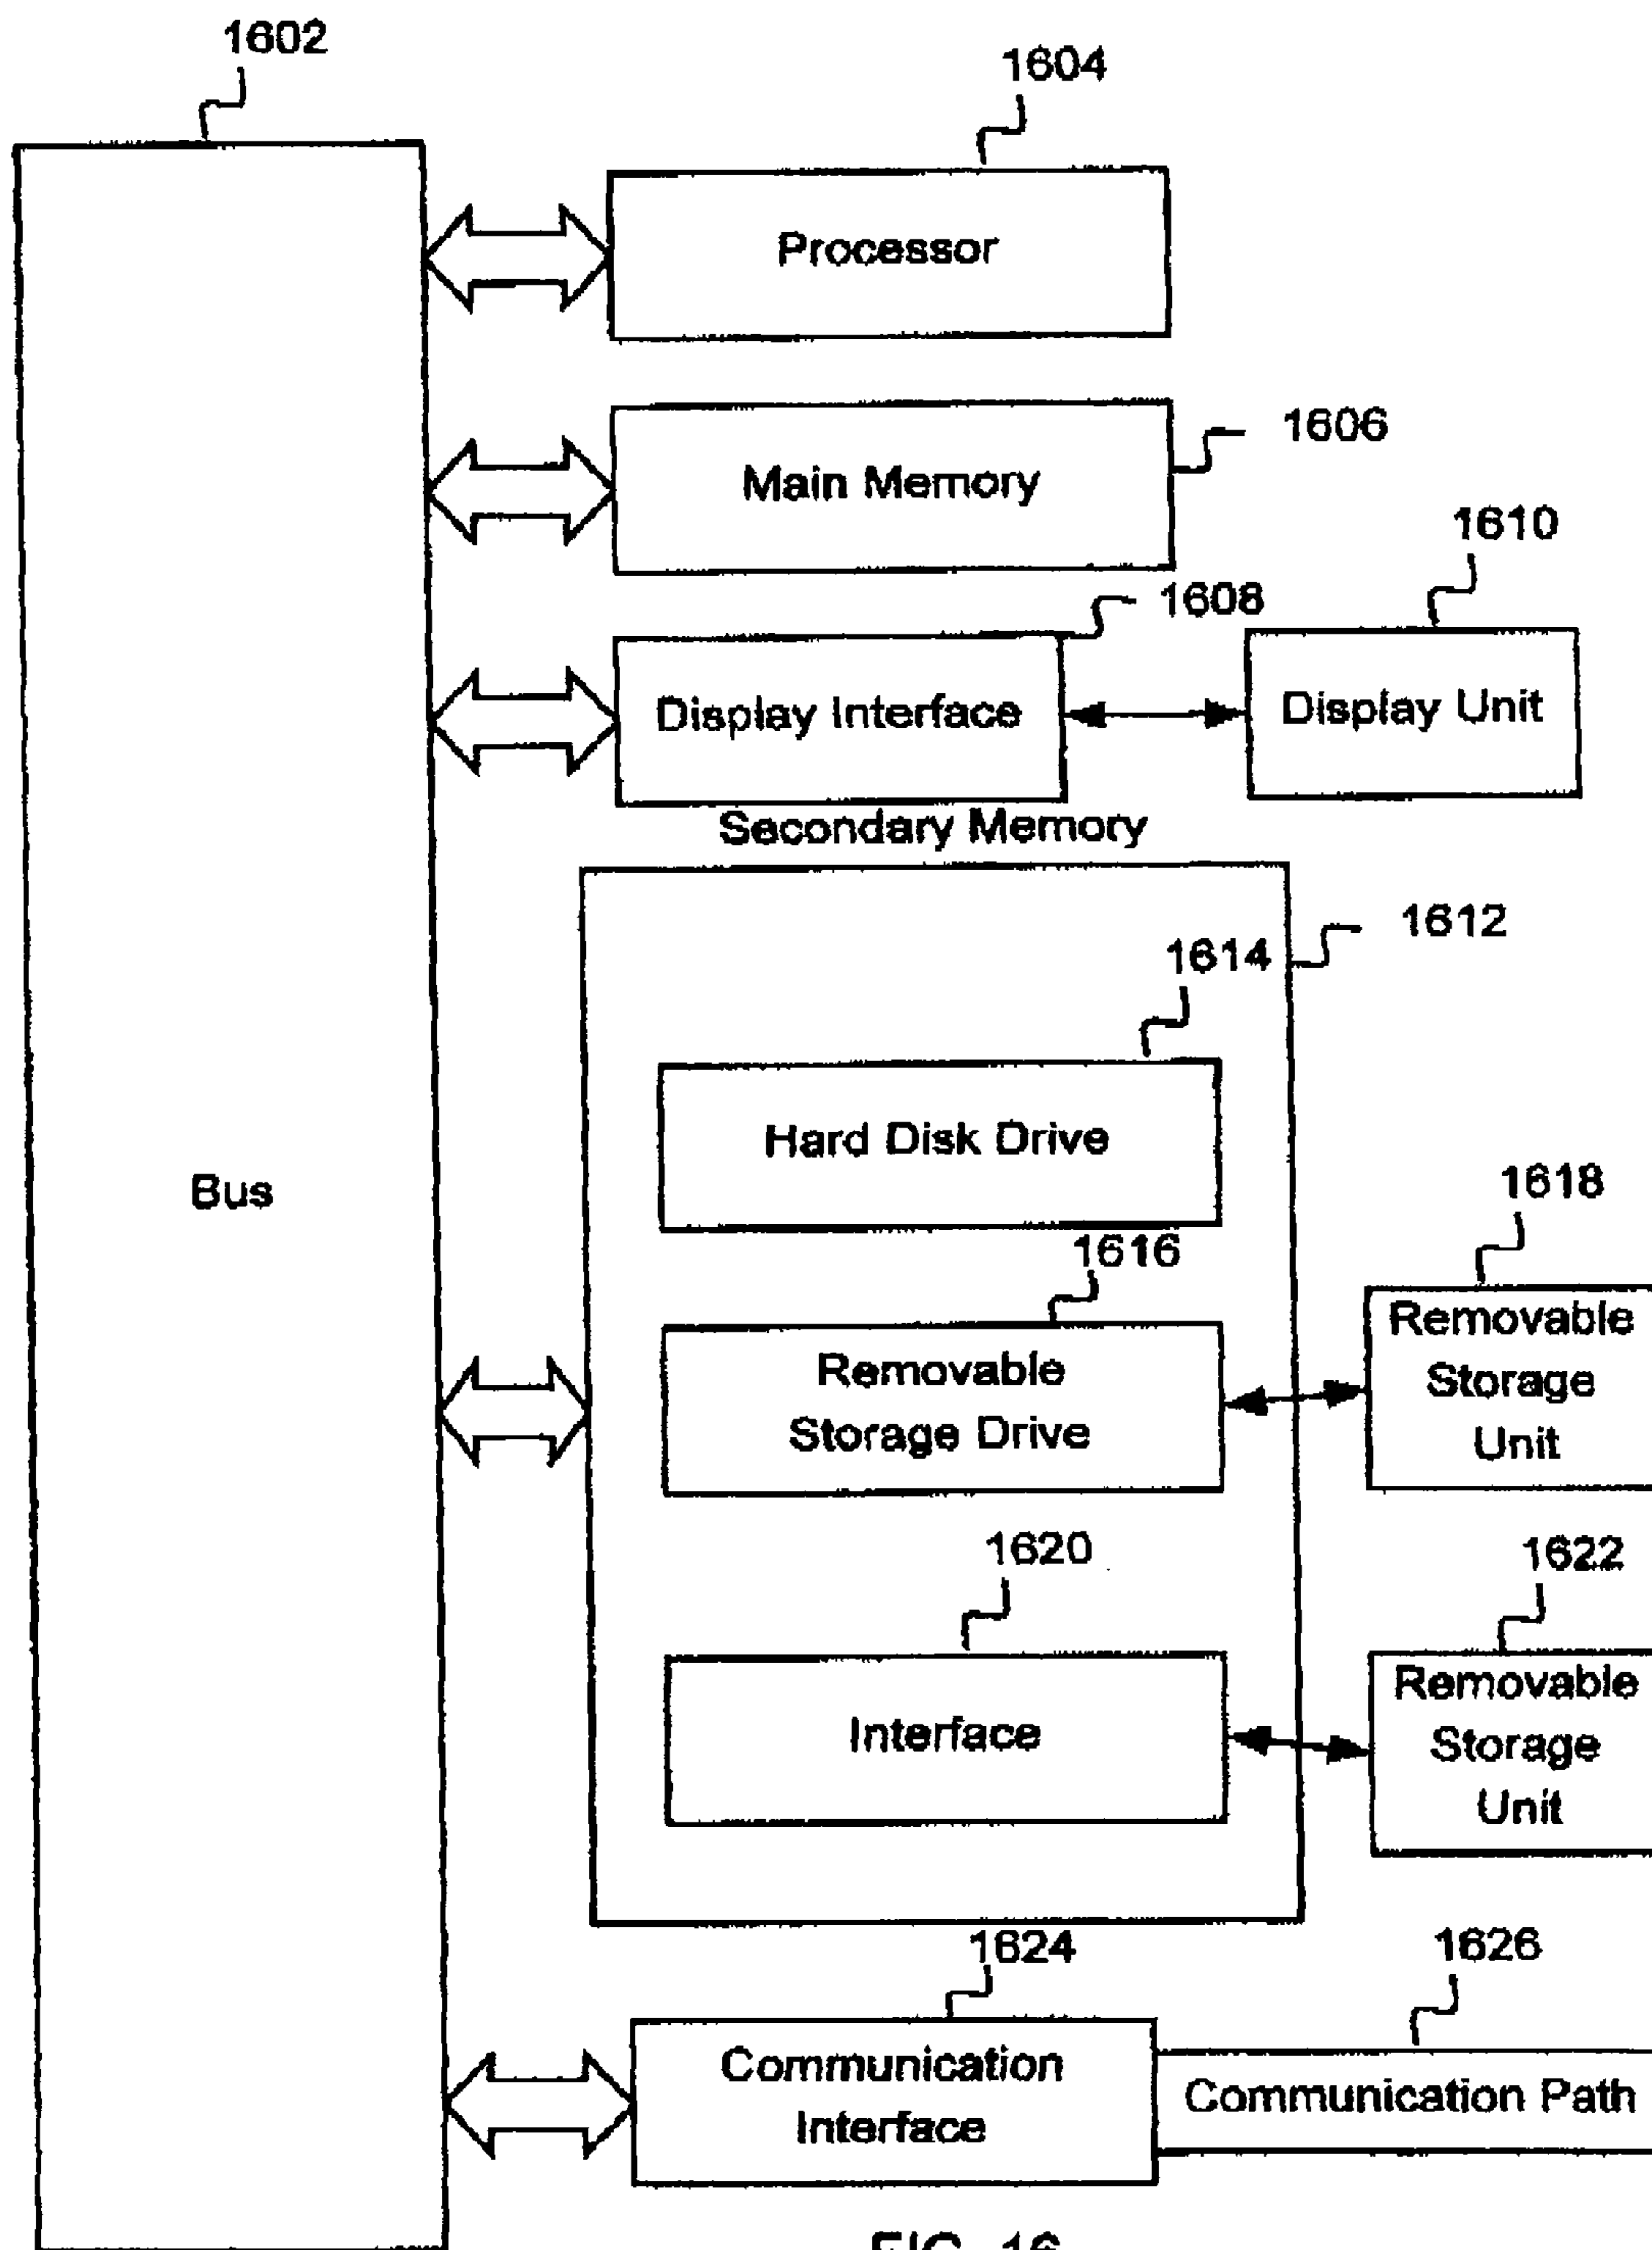 1602
1604
Processor
1606
Main Memory
1610
1608
Display Interface
Display Unit
Secondary Memory
1612
1614
Hard Disk Drive
Bus
1618
1616
Removable
Storage Drive
Removable
Storage
Unit
1620
1622
Interface
Removable
Storage
Unit
1624
1626
Communication
Interface
Communication Path
FIG. 16